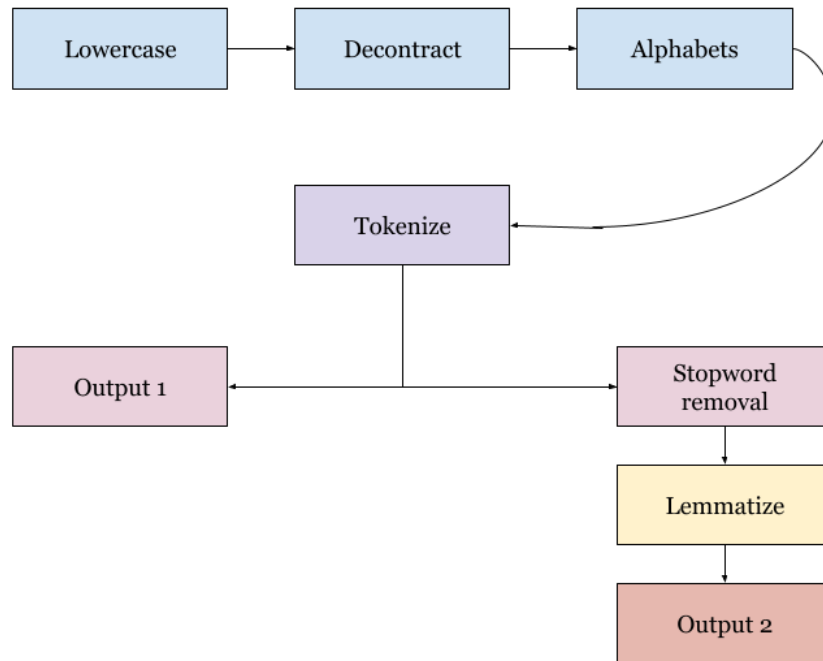 Lowercase
Decontract
Alphabets
Tokenize
Output 1
Stopword
removal
Lemmatize
Output 2